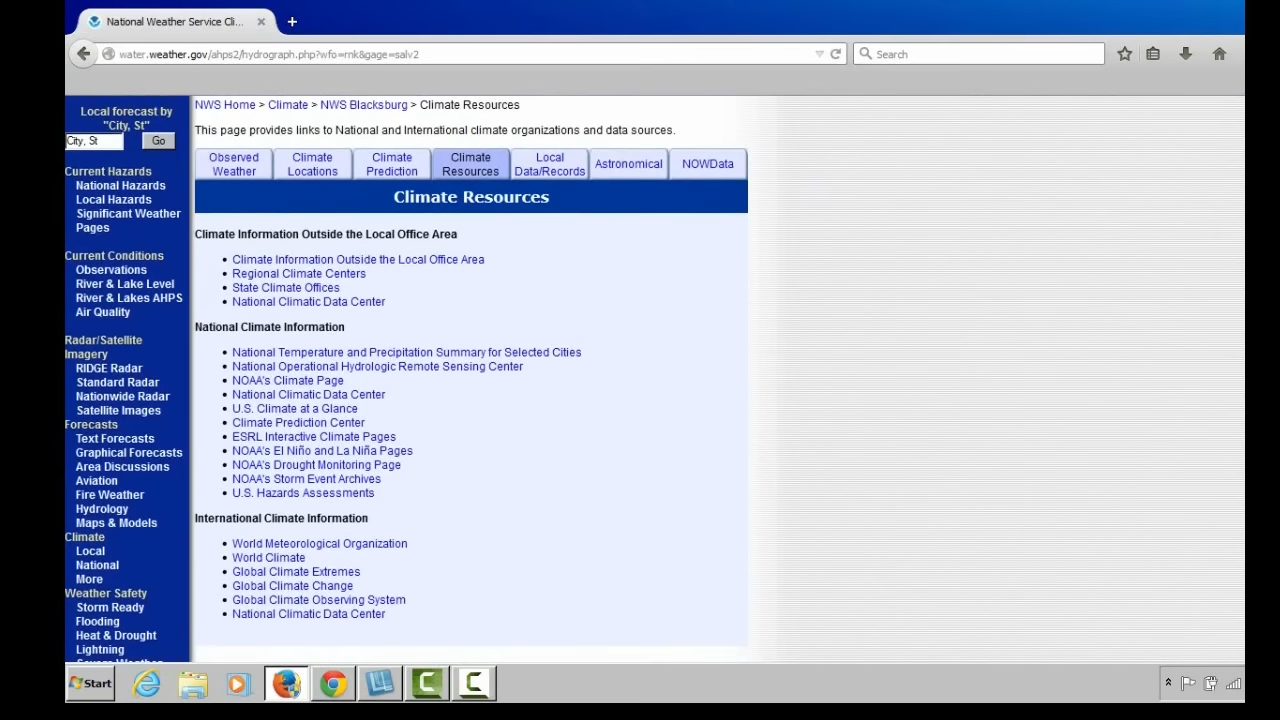 National Weather Service Cli...
water.weather.gov/ahps2/hydrograph.php?wfo=rnk&gage=salv2
Search
Local forecast by
"City, St"
City, St
Go
Current Hazards
National Hazards
Local Hazards
Significant Weather
Pages
Current Conditions
Observations
River & Lake Level
River & Lakes AHPS
Air Quality
Radar/Satellite
Imagery
RIDGE Radar
Standard Radar
Nationwide Radar
Satellite Images
Forecasts
Text Forecasts
Graphical Forecasts
Area Discussions
Aviation
Fire Weather
Hydrology
Maps & Models
Climate
Local
National
More
Weather Safety
Storm Ready
Flooding
Heat & Drought
Lightning
Severe Weather
NWS Home > Climate > NWS Blacksburg > Climate Resources
This page provides links to National and International climate organizations and data sources.
Observed
Weather
Climate
Locations
Climate
Prediction
Climate
Resources
Local
Data/Records
Astronomical
NOWData
Climate Resources
Climate Information Outside the Local Office Area
• Climate Information Outside the Local Office Area
• Regional Climate Centers
• State Climate Offices
• National Climatic Data Center
National Climate Information
• National Temperature and Precipitation Summary for Selected Cities
• National Operational Hydrologic Remote Sensing Center
• NOAA's Climate Page
• National Climatic Data Center
• U.S. Climate at a Glance
• Climate Prediction Center
• ESRL Interactive Climate Pages
• NOAA's El Niño and La Niña Pages
• NOAA's Drought Monitoring Page
• NOAA's Storm Event Archives
• U.S. Hazards Assessments
International Climate Information
• World Meteorological Organization
• World Climate
• Global Climate Extremes
• Global Climate Change
• Global Climate Observing System
• National Climatic Data Center
Start